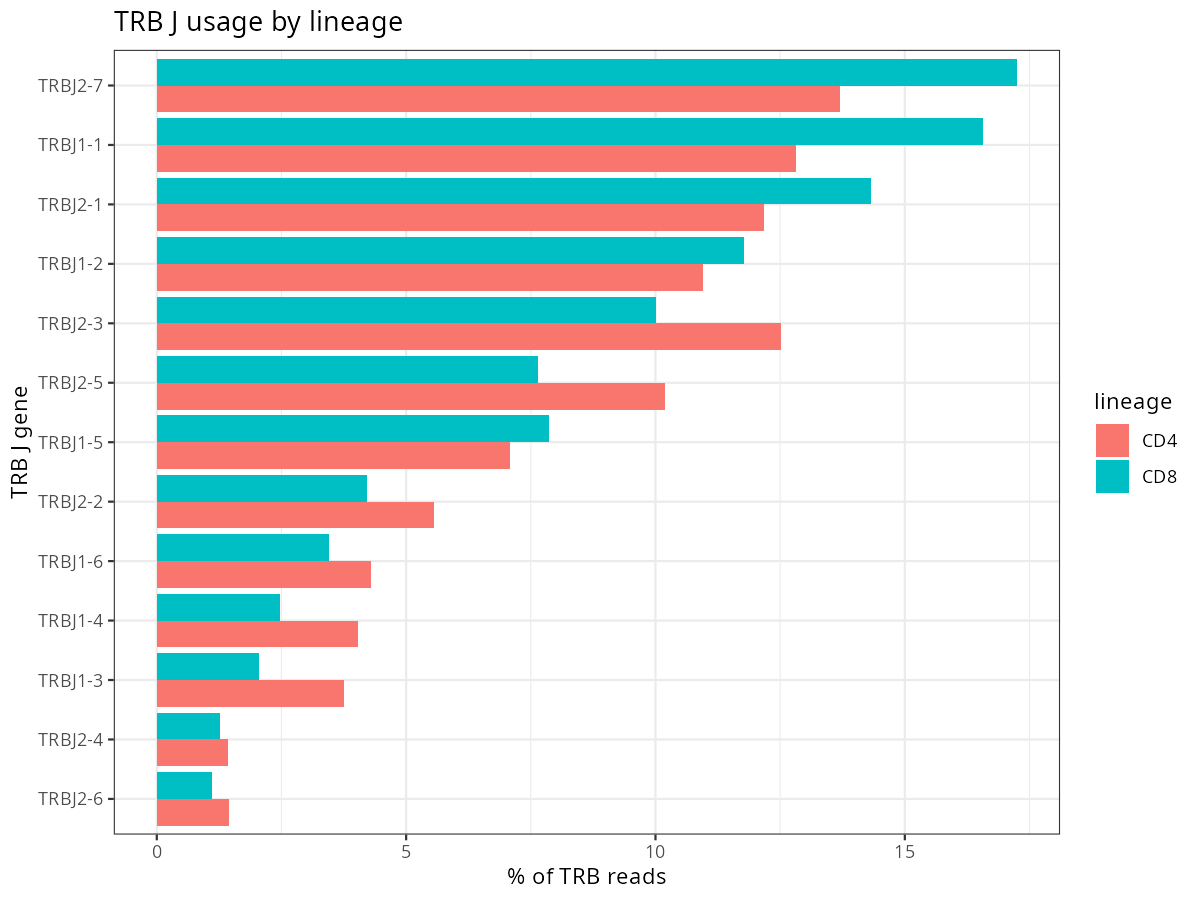 TRB J usage by lineage
TRB J gene
TRBJ2-7
TRBJ1-1
TRBJ2-1
TRBJ1-2
TRBJ2-3
TRBJ2-5
TRBJ1-5
TRBJ2-2
TRBJ1-6
TRBJ1-4
TRBJ1-3
TRBJ2-4
TRBJ2-6
0 5 10 15
% of TRB reads
lineage
CD4
CD8